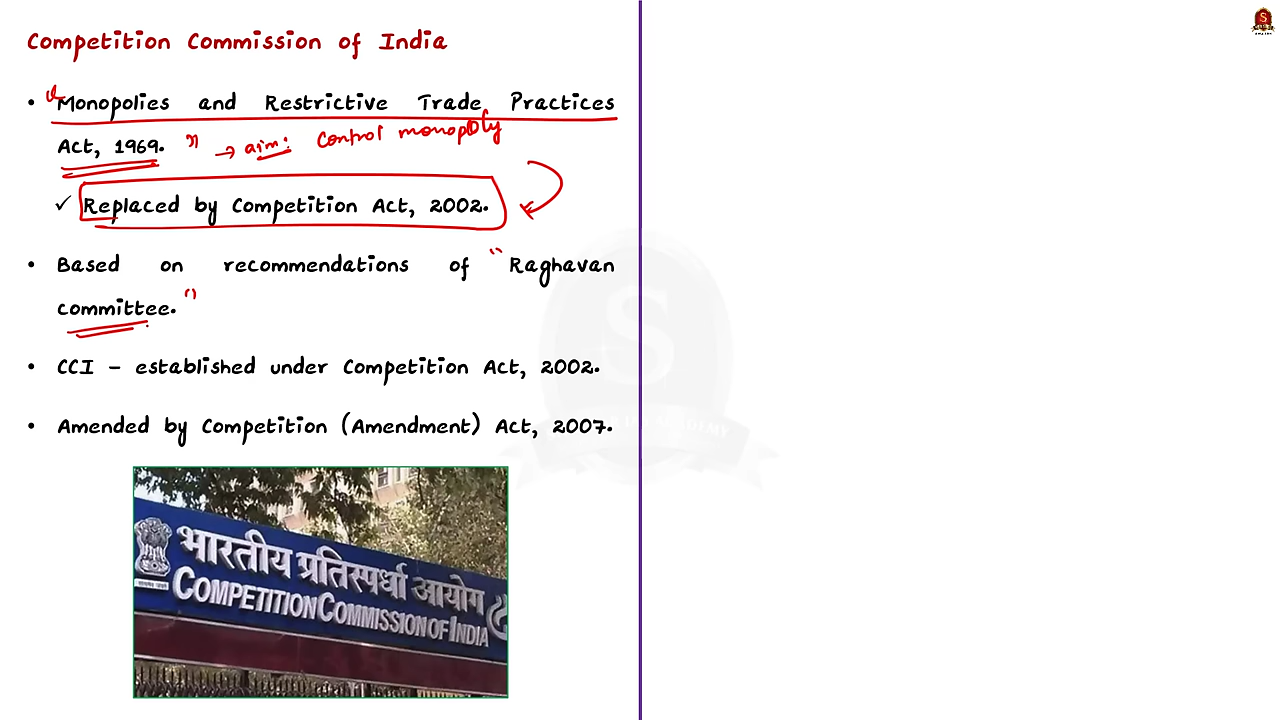 Competition Commission of India
• "Monopolies and Restrictive Trade Practices
Act, 1969. " → aim: Control monopoly
✓ Replaced by Competition Act, 2002.
• Based on recommendations of "Raghavan
committee."
• CCI – established under Competition Act, 2002.
• Amended by Competition (Amendment) Act, 2007.
भारतीय प्रतिस्पर्धा आयोग
COMPETITION COMMISSION OF INDIA
S